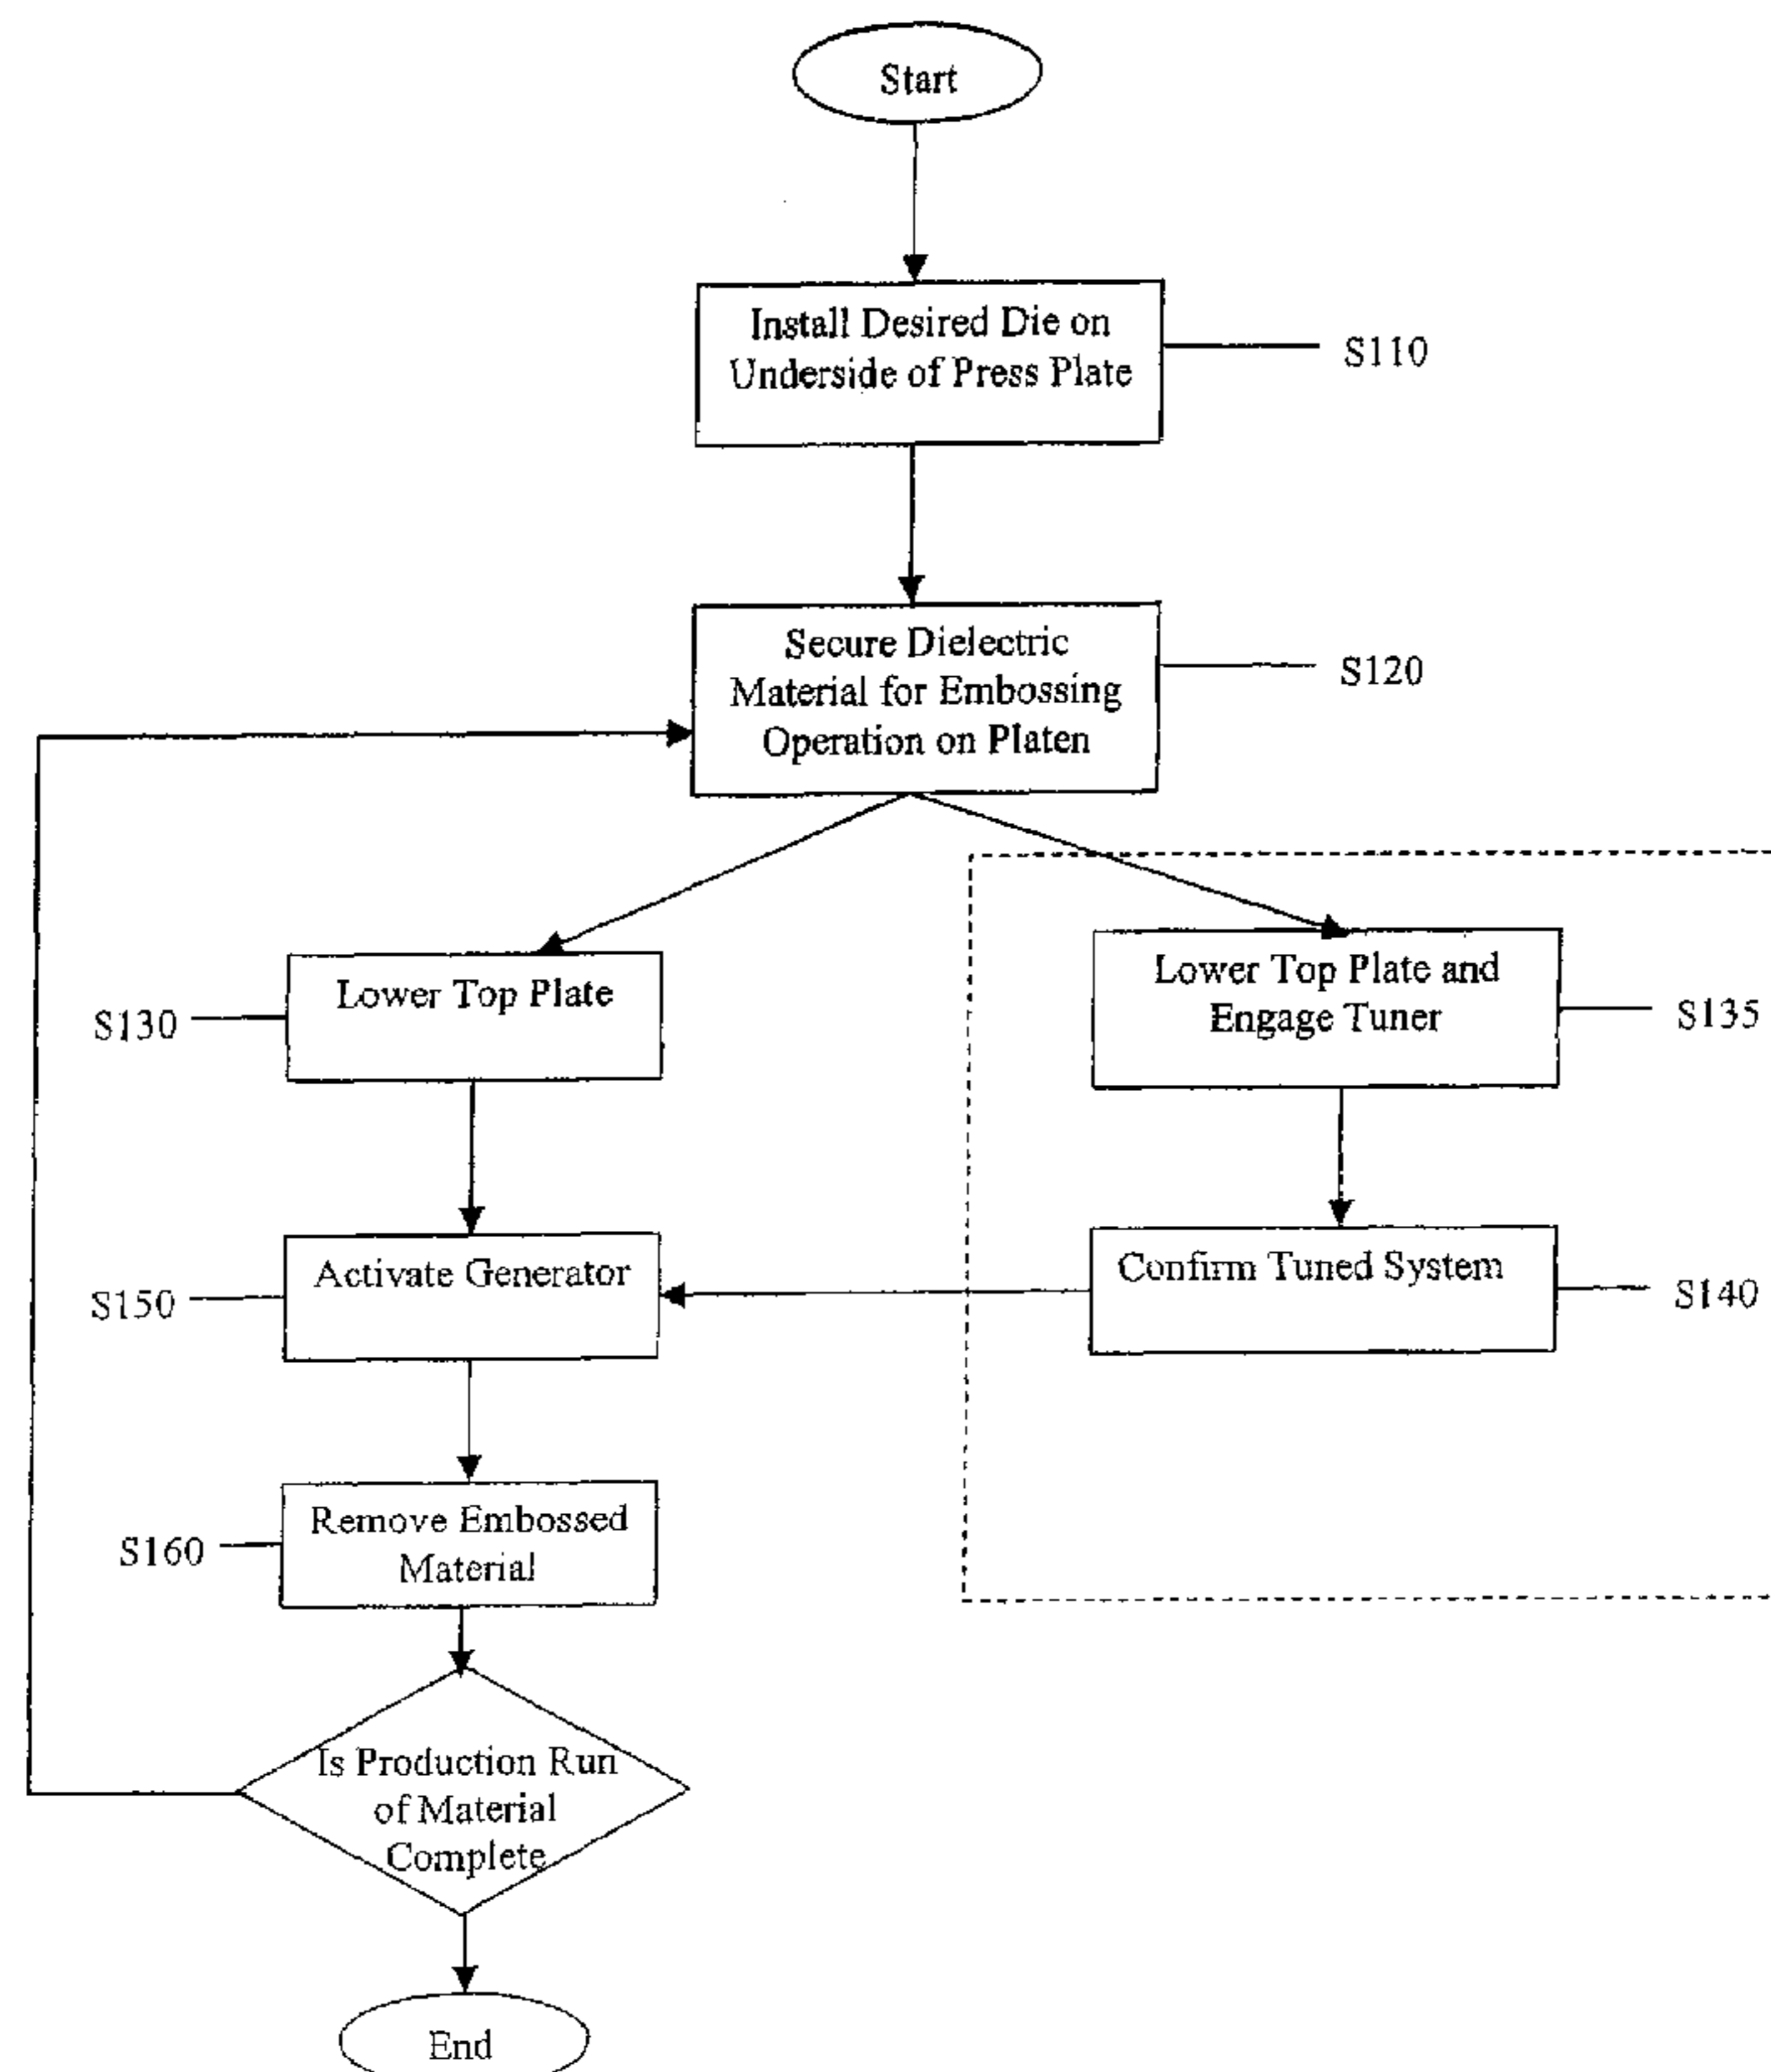 Start
Install Desired Die on
Underside of Press Plate
S110
Secure Dielectric
Material for Embossing
Operation on Platen
S120
Lower Top Plate
S130
Lower Top Plate and
Engage Tuner
S135
Activate Generator
S150
Confirm Tuned System
S140
Remove Embossed
Material
S160
Is Production Run
of Material
Complete
End